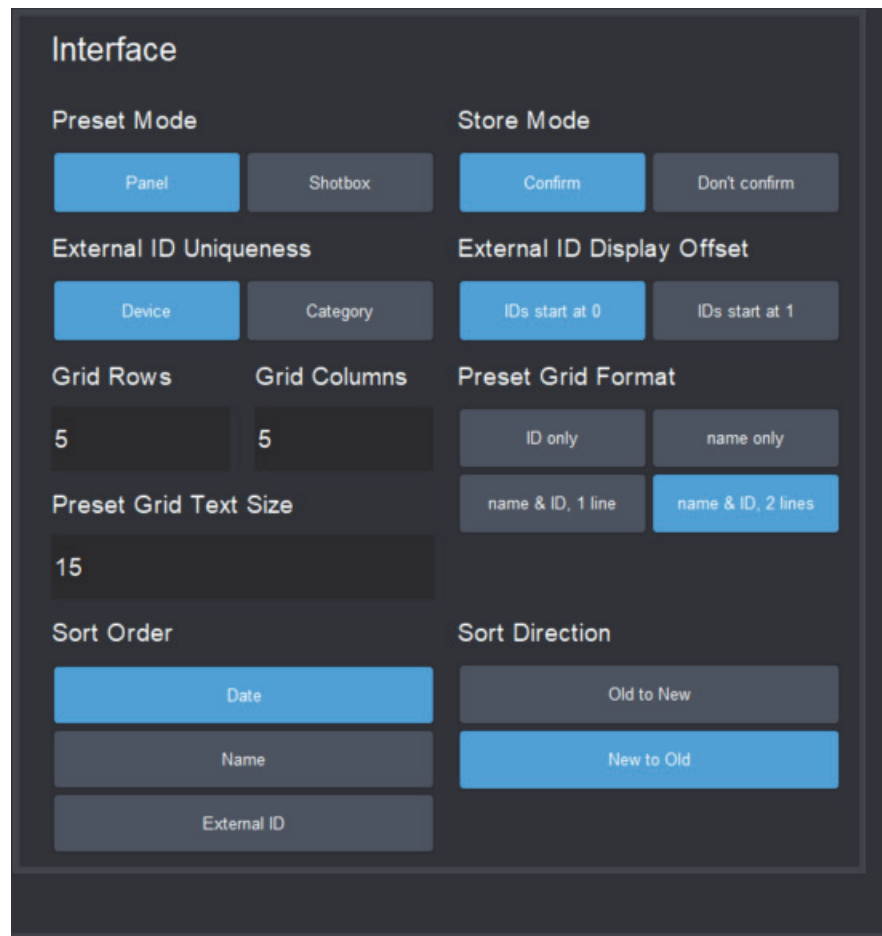 Interface
Preset Mode
Store Mode
Panel
Shotbox
Confirm
Don't confirm
External ID Uniqueness
External ID Display Offset
Device
Category
IDs start at 0
IDs start at 1
Grid Rows
Grid Columns
Preset Grid Format
5
5
ID only
name only
name & ID, 1 line
name & ID, 2 lines
Preset Grid Text Size
15
Sort Order
Sort Direction
Date
Old to New
Name
New to Old
External ID